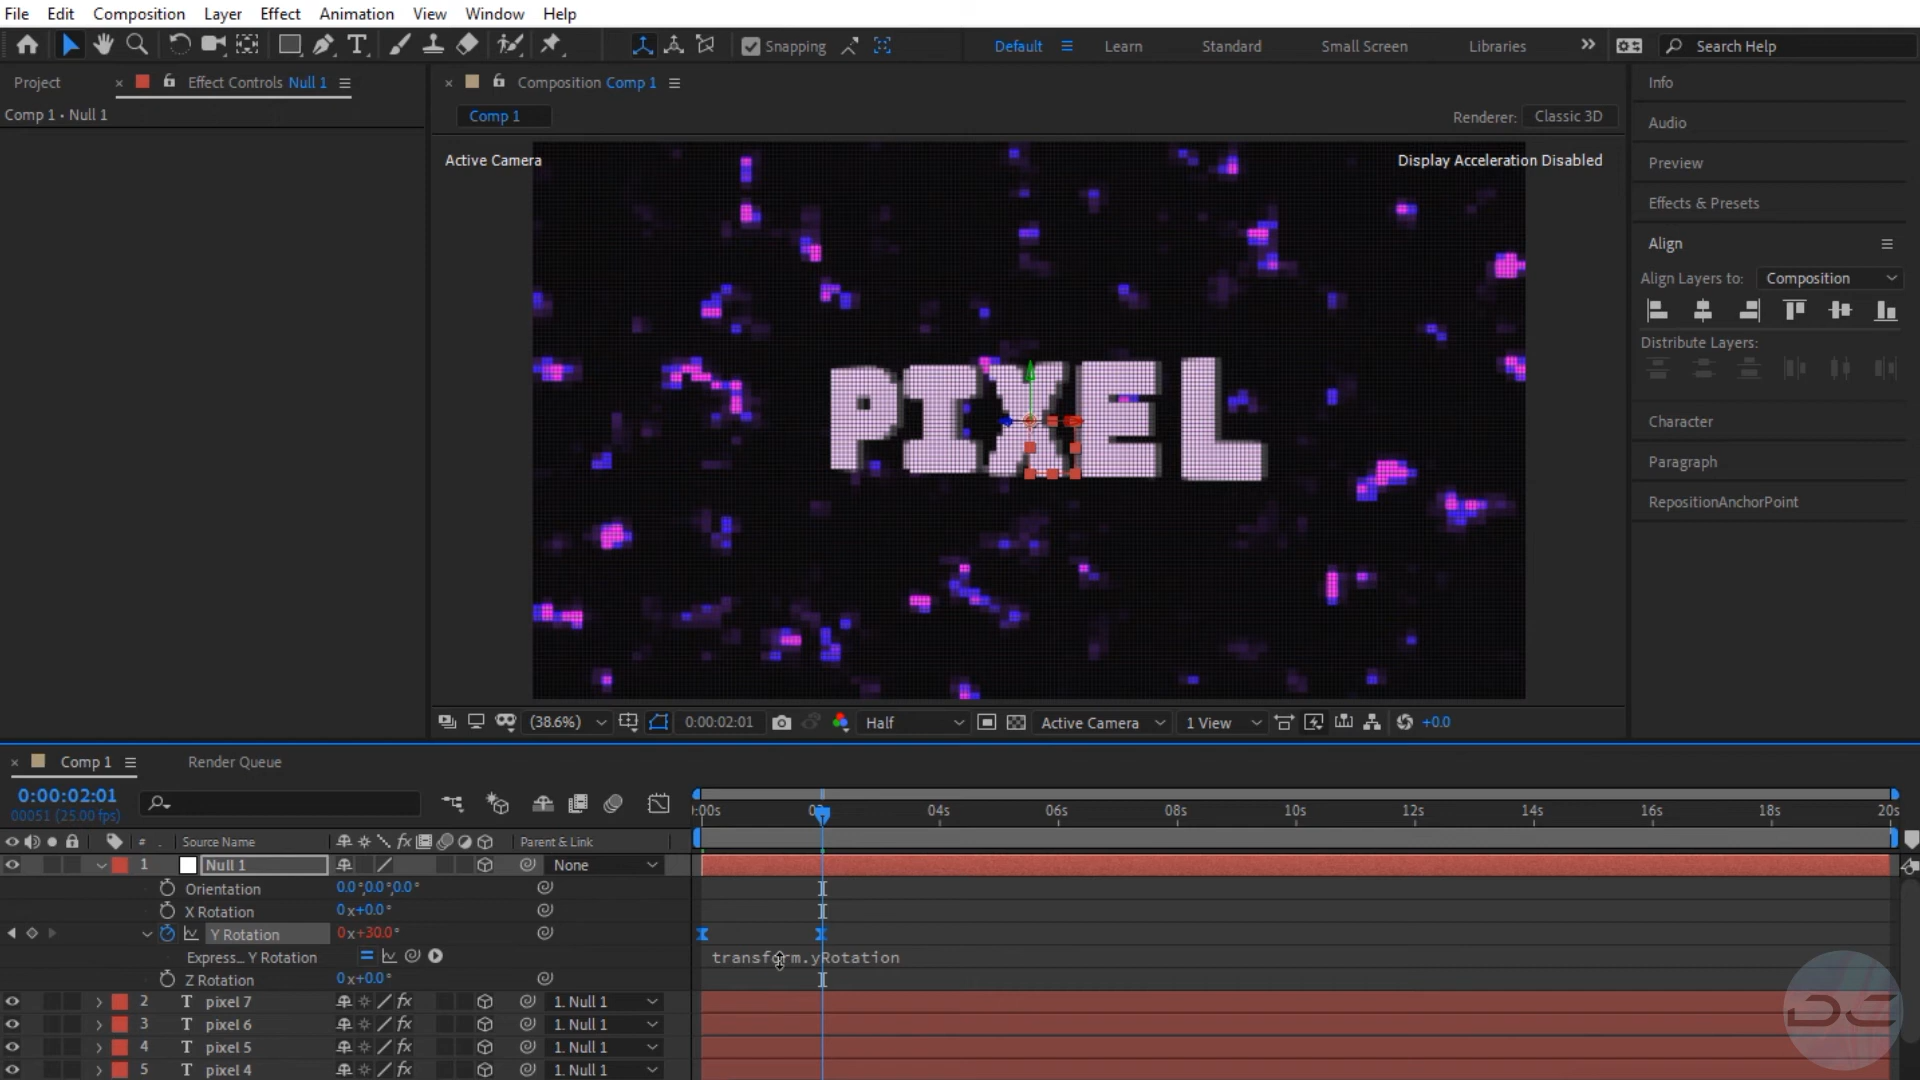 File Edit Composition Layer Effect Animation View Window Help
Snapping Default Learn Standard Small Screen Libraries Search Help
Project Effect Controls Null 1 Composition Comp 1 Info
Comp 1 • Null 1 Comp 1 Renderer: Classic 3D
Audio
Active Camera Display Acceleration Disabled Preview
Effects & Presets
Align
Align Layers to: Composition
Distribute Layers:
PIXEL
Character
Paragraph
RepositionAnchorPoint
(38.6%) 0:00:02:01 Half Active Camera 1 View +0.0
Comp 1 Render Queue
0:00:02:01
00051 (25.00 fps)
:00s 04s 06s 08s 10s 12s 14s 16s 18s 20s
# . Source Name fx Parent & Link
1 Null 1 None
Orientation 0.0°,0.0°,0.0°
X Rotation 0x+0.0°
Y Rotation 0x+30.0°
Express... Y Rotation transform.yRotation
Z Rotation 0x+0.0°
2 T pixel 7 fx 1. Null 1
3 T pixel 6 fx 1. Null 1
4 T pixel 5 fx 1. Null 1
5 T pixel 4 fx 1. Null 1